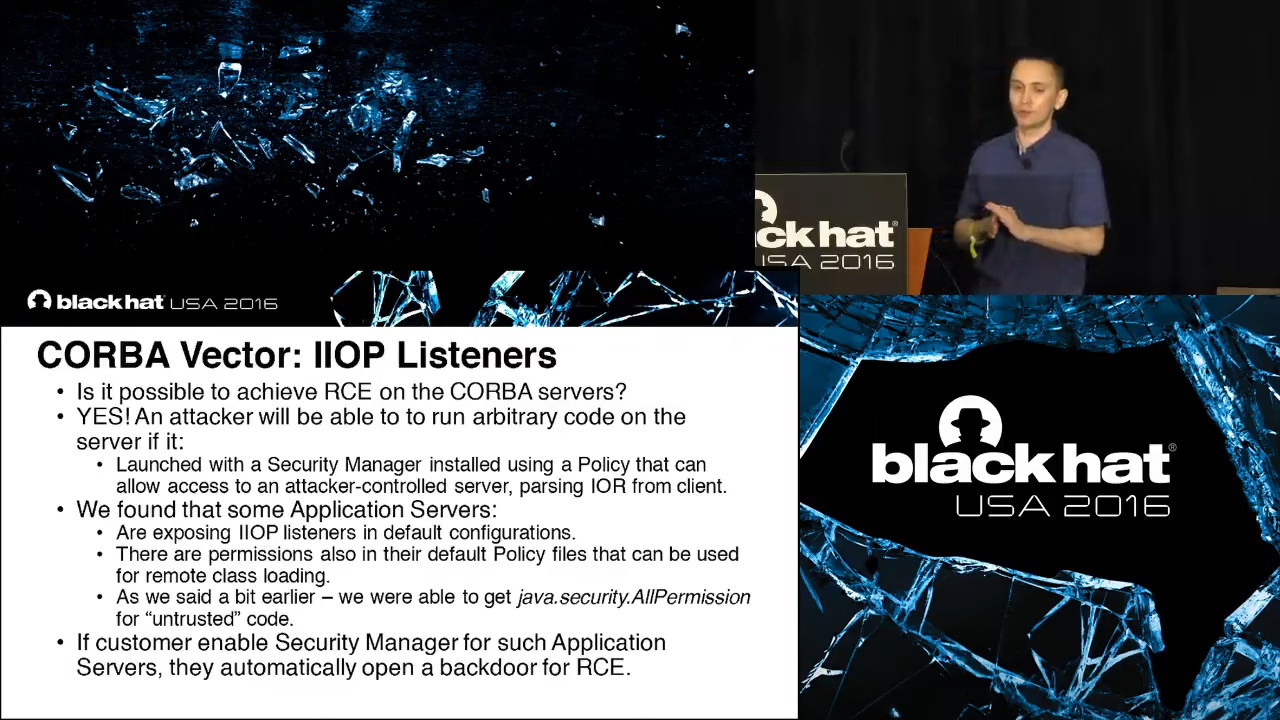 ck hat®
USA 2016
black hat USA 2016
CORBA Vector: IIOP Listeners
• Is it possible to achieve RCE on the CORBA servers?
• YES! An attacker will be able to to run arbitrary code on the
server if it:
• Launched with a Security Manager installed using a Policy that can
allow access to an attacker-controlled server, parsing IOR from client.
• We found that some Application Servers:
• Are exposing IIOP listeners in default configurations.
• There are permissions also in their default Policy files that can be used
for remote class loading.
• As we said a bit earlier – we were able to get java.security.AllPermission
for “untrusted” code.
• If customer enable Security Manager for such Application
Servers, they automatically open a backdoor for RCE.
black hat®
USA 2016